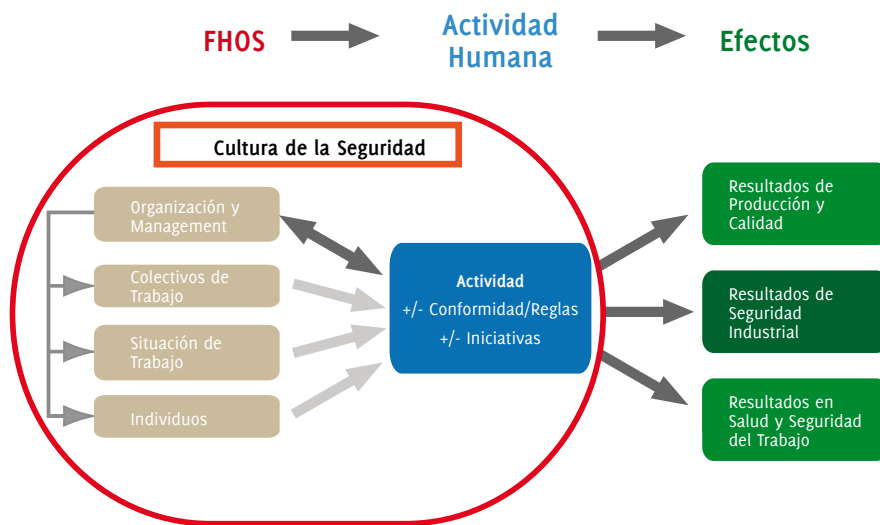 FHOS
Actividad
Humana
Efectos
Cultura de la Seguridad
Organización y
Management
Colectivos de
Trabajo
Situación de
Trabajo
Individuos
Actividad
+/- Conformidad/Reglas
+/- Iniciativas
Resultados de
Producción y
Calidad
Resultados de
Seguridad
Industrial
Resultados en
Salud y Seguridad
del Trabajo